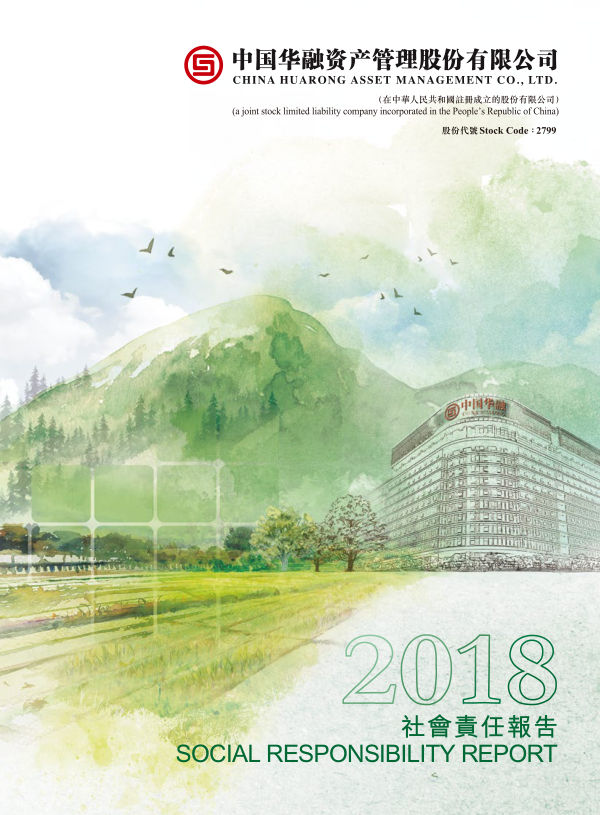 中国华融资产管理股份有限公司
CHINA HUARONG ASSET MANAGEMENT CO., LTD.
(在中華人民共和國註冊成立的股份有限公司)
(a joint stock limited liability company incorporated in the People's Republic of China)
股份代號 Stock Code：2799
中国华融
2018
社會責任報告
SOCIAL RESPONSIBILITY REPORT